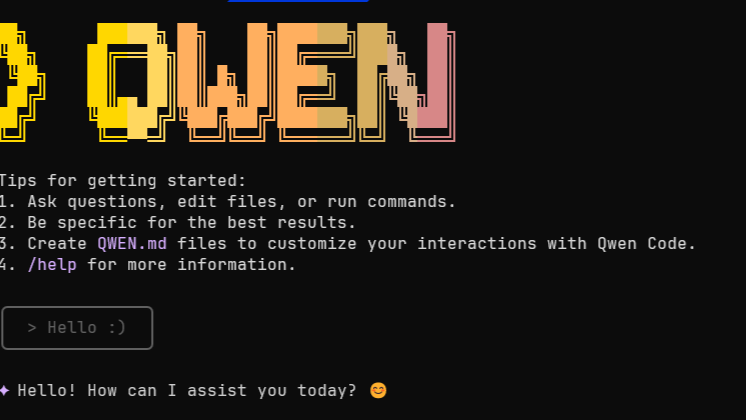 > QWEN
Tips for getting started:
1. Ask questions, edit files, or run commands.
2. Be specific for the best results.
3. Create QWEN.md files to customize your interactions with Qwen Code.
4. /help for more information.
> Hello :)
✦ Hello! How can I assist you today? 😊